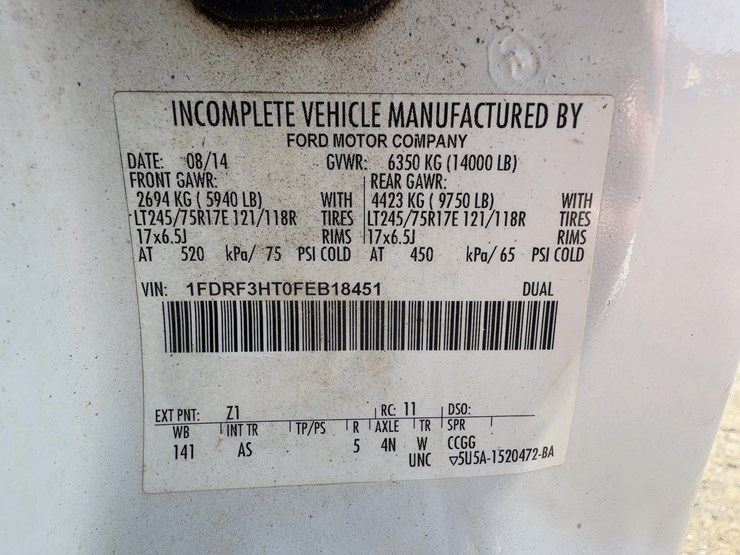 INCOMPLETE VEHICLE MANUFACTURED BY
FORD MOTOR COMPANY
DATE: 08/14 GVWR: 6350 KG (14000 LB)
FRONT GAWR: REAR GAWR:
2694 KG ( 5940 LB) WITH 4423 KG ( 9750 LB) WITH
LT245/75R17E 121/118R TIRES LT245/75R17E 121/118R TIRES
17x6.5J RIMS 17x6.5J RIMS
AT 520 kPa/ 75 PSI COLD AT 450 kPa/ 65 PSI COLD
VIN: 1FDRF3HT0FEB18451 DUAL
EXT PNT: Z1 RC: 11 DSO:
WB INT TR TP/PS R AXLE TR SPR
141 AS 5 4N W CCGG
UNC ▽5U5A-1520472-BA